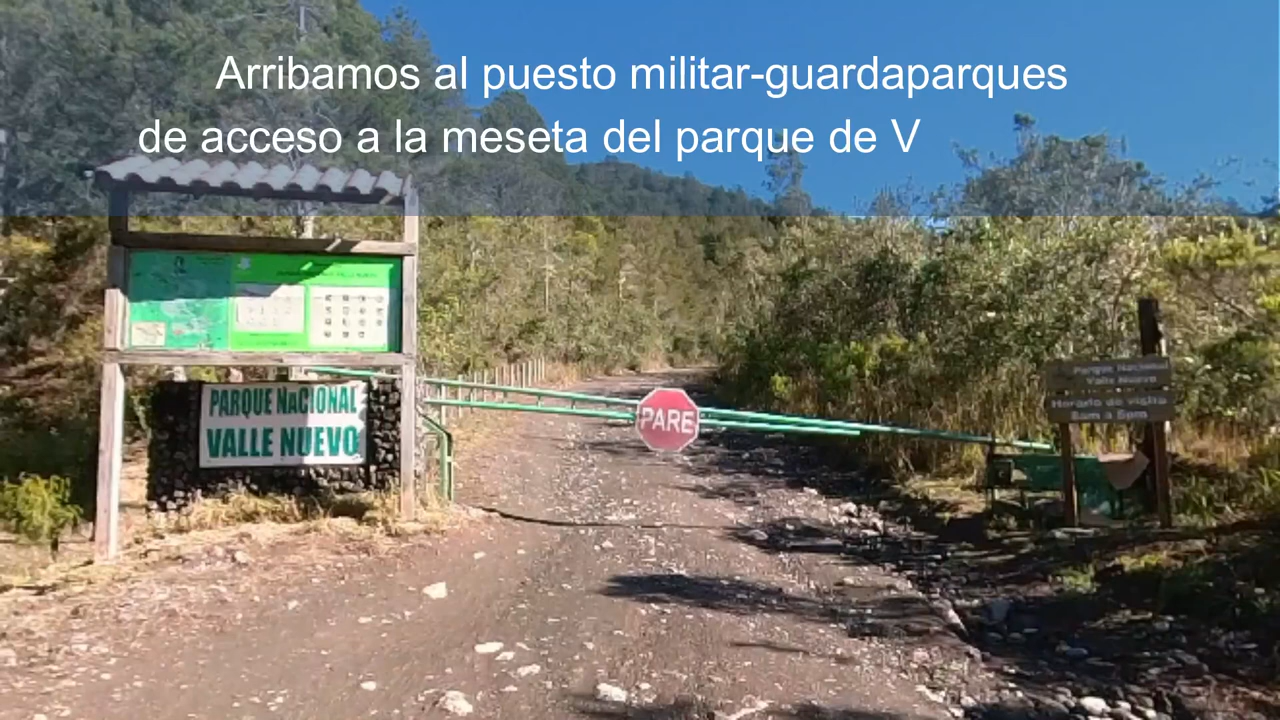 Arribamos al puesto militar-guardaparques
de acceso a la meseta del parque de V
PARQUE NACIONAL
VALLE NUEVO
PARE
Parque Nacional
Valle Nuevo
Horario de visita
8am a 5pm